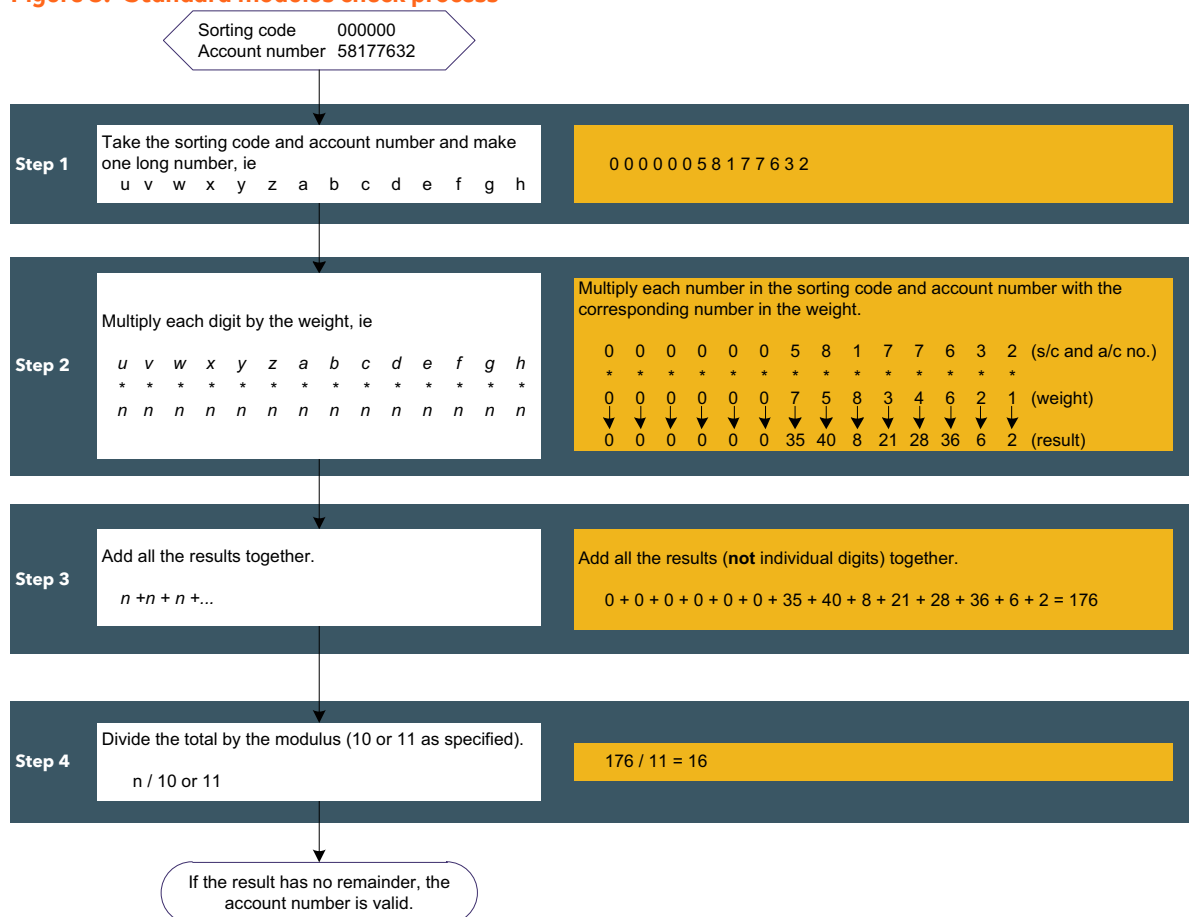 Figure 3: Standard modulus check process
Sorting code 000000
Account number 58177632
Step 1
Take the sorting code and account number and make
one long number, ie
u v w x y z a b c d e f g h
0 0 0 0 0 0 5 8 1 7 7 6 3 2
Step 2
Multiply each digit by the weight, ie
u v w x y z a b c d e f g h
* * * * * * * * * * * * * *
n n n n n n n n n n n n n n
Multiply each number in the sorting code and account number with the
corresponding number in the weight.
0 0 0 0 0 0 5 8 1 7 7 6 3 2 (s/c and a/c no.)
* * * * * * * * * * * * * *
0 0 0 0 0 0 7 5 8 3 4 6 2 1 (weight)
0 0 0 0 0 0 35 40 8 21 28 36 6 2 (result)
Step 3
Add all the results together.
n +n + n +...
Add all the results (not individual digits) together.
0 + 0 + 0 + 0 + 0 + 0 + 35 + 40 + 8 + 21 + 28 + 36 + 6 + 2 = 176
Step 4
Divide the total by the modulus (10 or 11 as specified).
n / 10 or 11
176 / 11 = 16
If the result has no remainder, the
account number is valid.